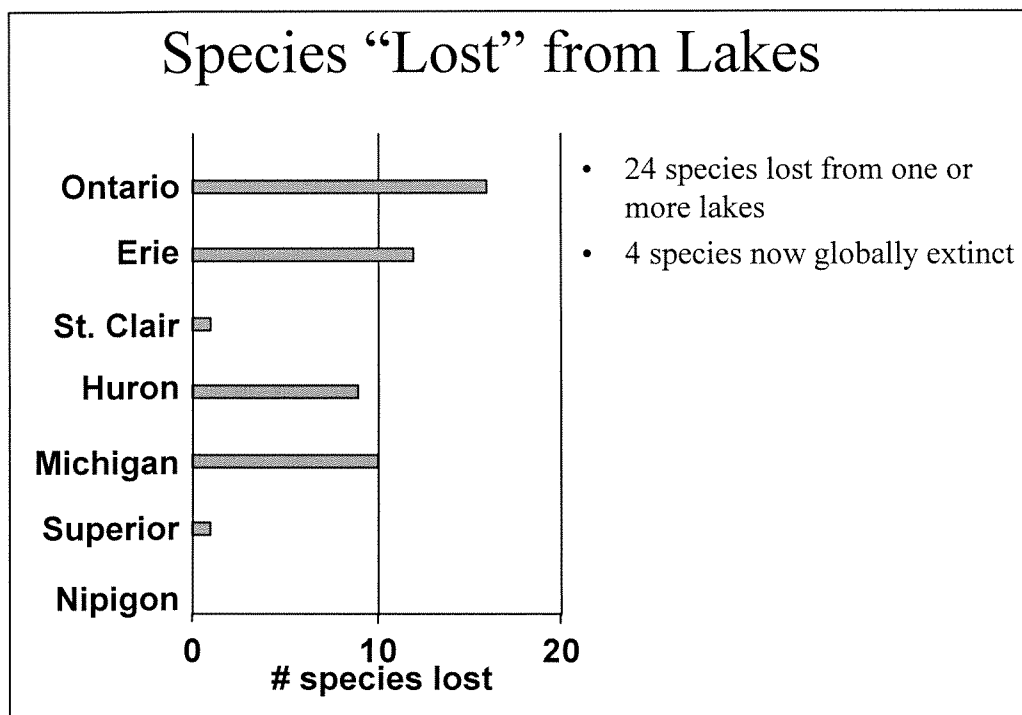 Species “Lost” from Lakes
Ontario
Erie
St. Clair
Huron
Michigan
Superior
Nipigon
0 10 20
# species lost
• 24 species lost from one or
more lakes
• 4 species now globally extinct